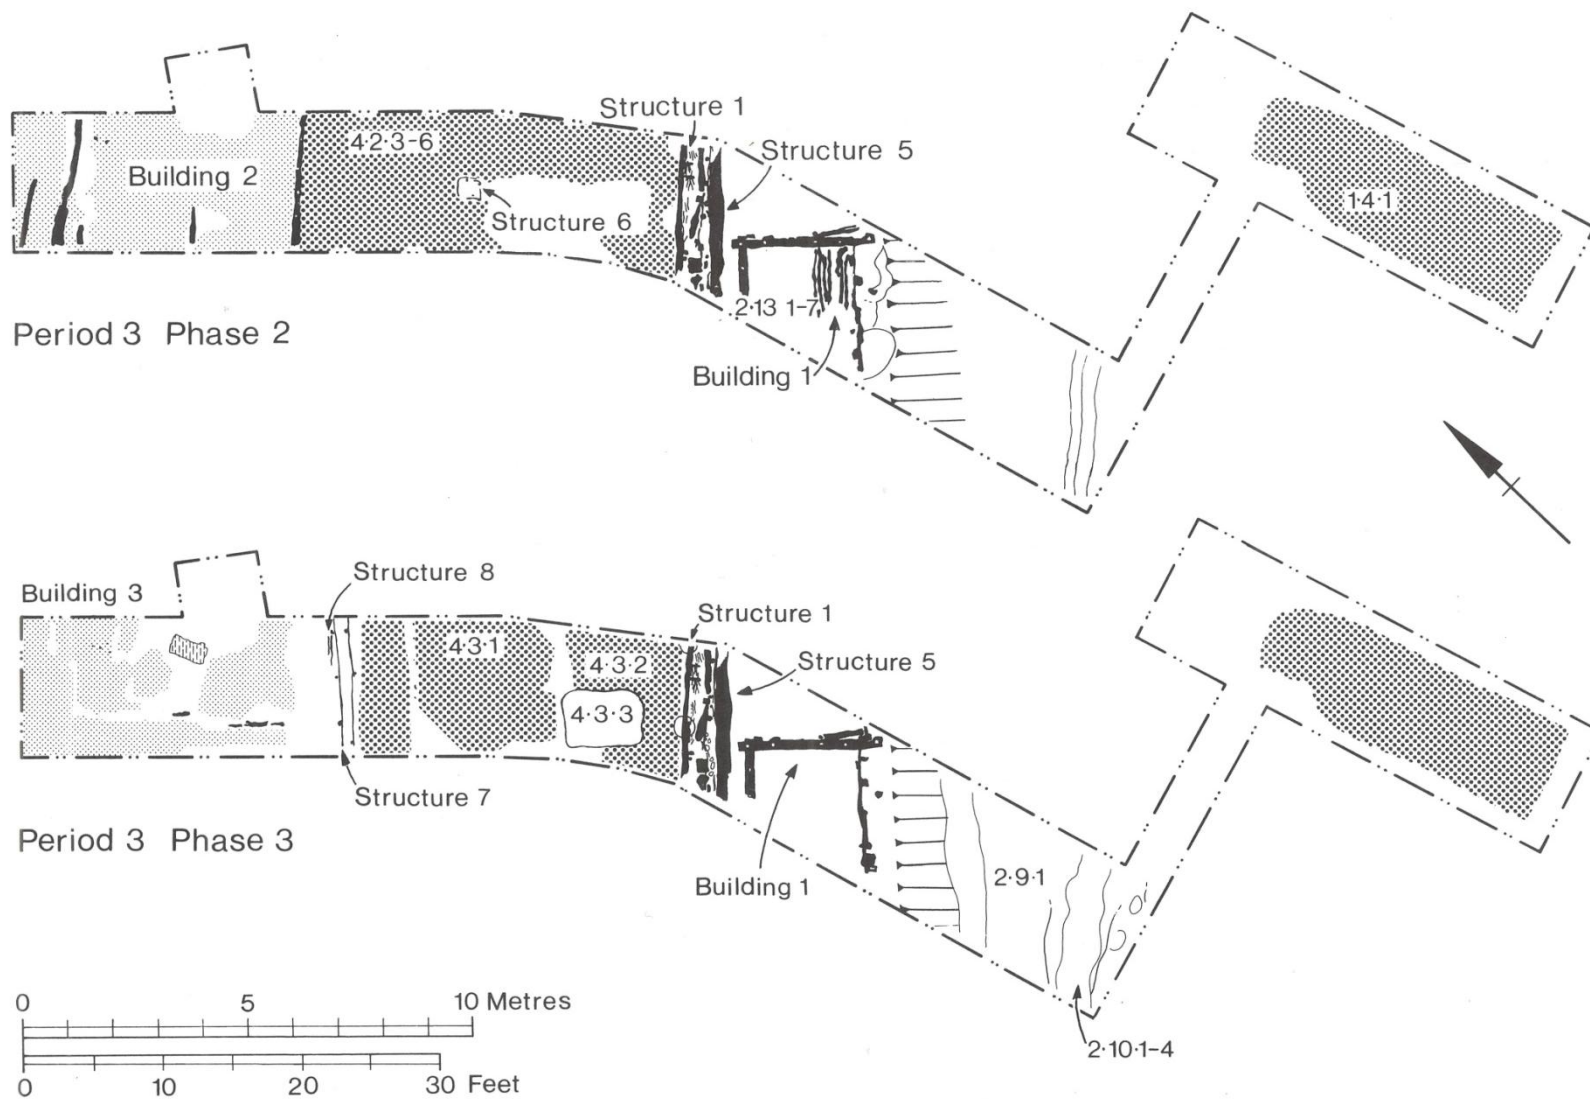 Structure 1
4·2·3-6
Structure 5
Building 2
Structure 6
1·4·1
2·13 1-7
Period 3 Phase 2
Building 1
Structure 8
Building 3
Structure 1
4·3·1
4·3·2
Structure 5
4·3·3
Structure 7
Period 3 Phase 3
Building 1
2·9·1
0 5 10 Metres
2·10·1-4
0 10 20 30 Feet